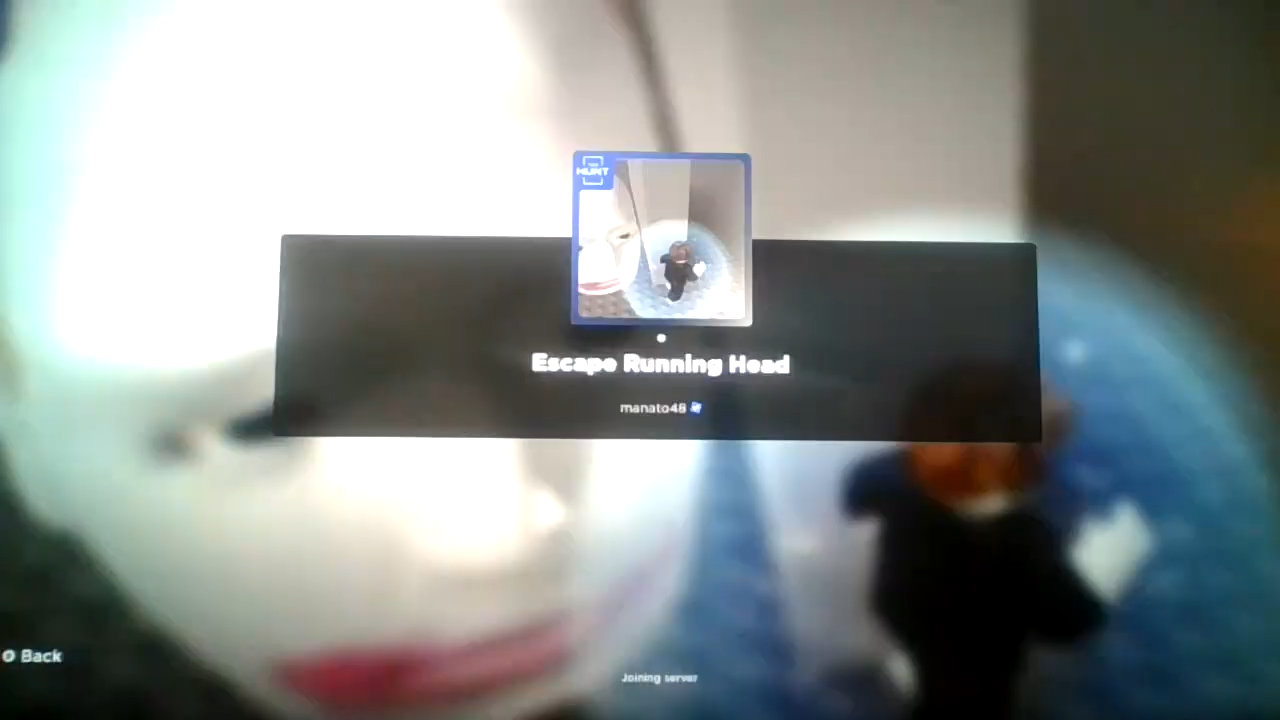 THE
HUNT
Escape Running Head
manato48
Back
Joining server